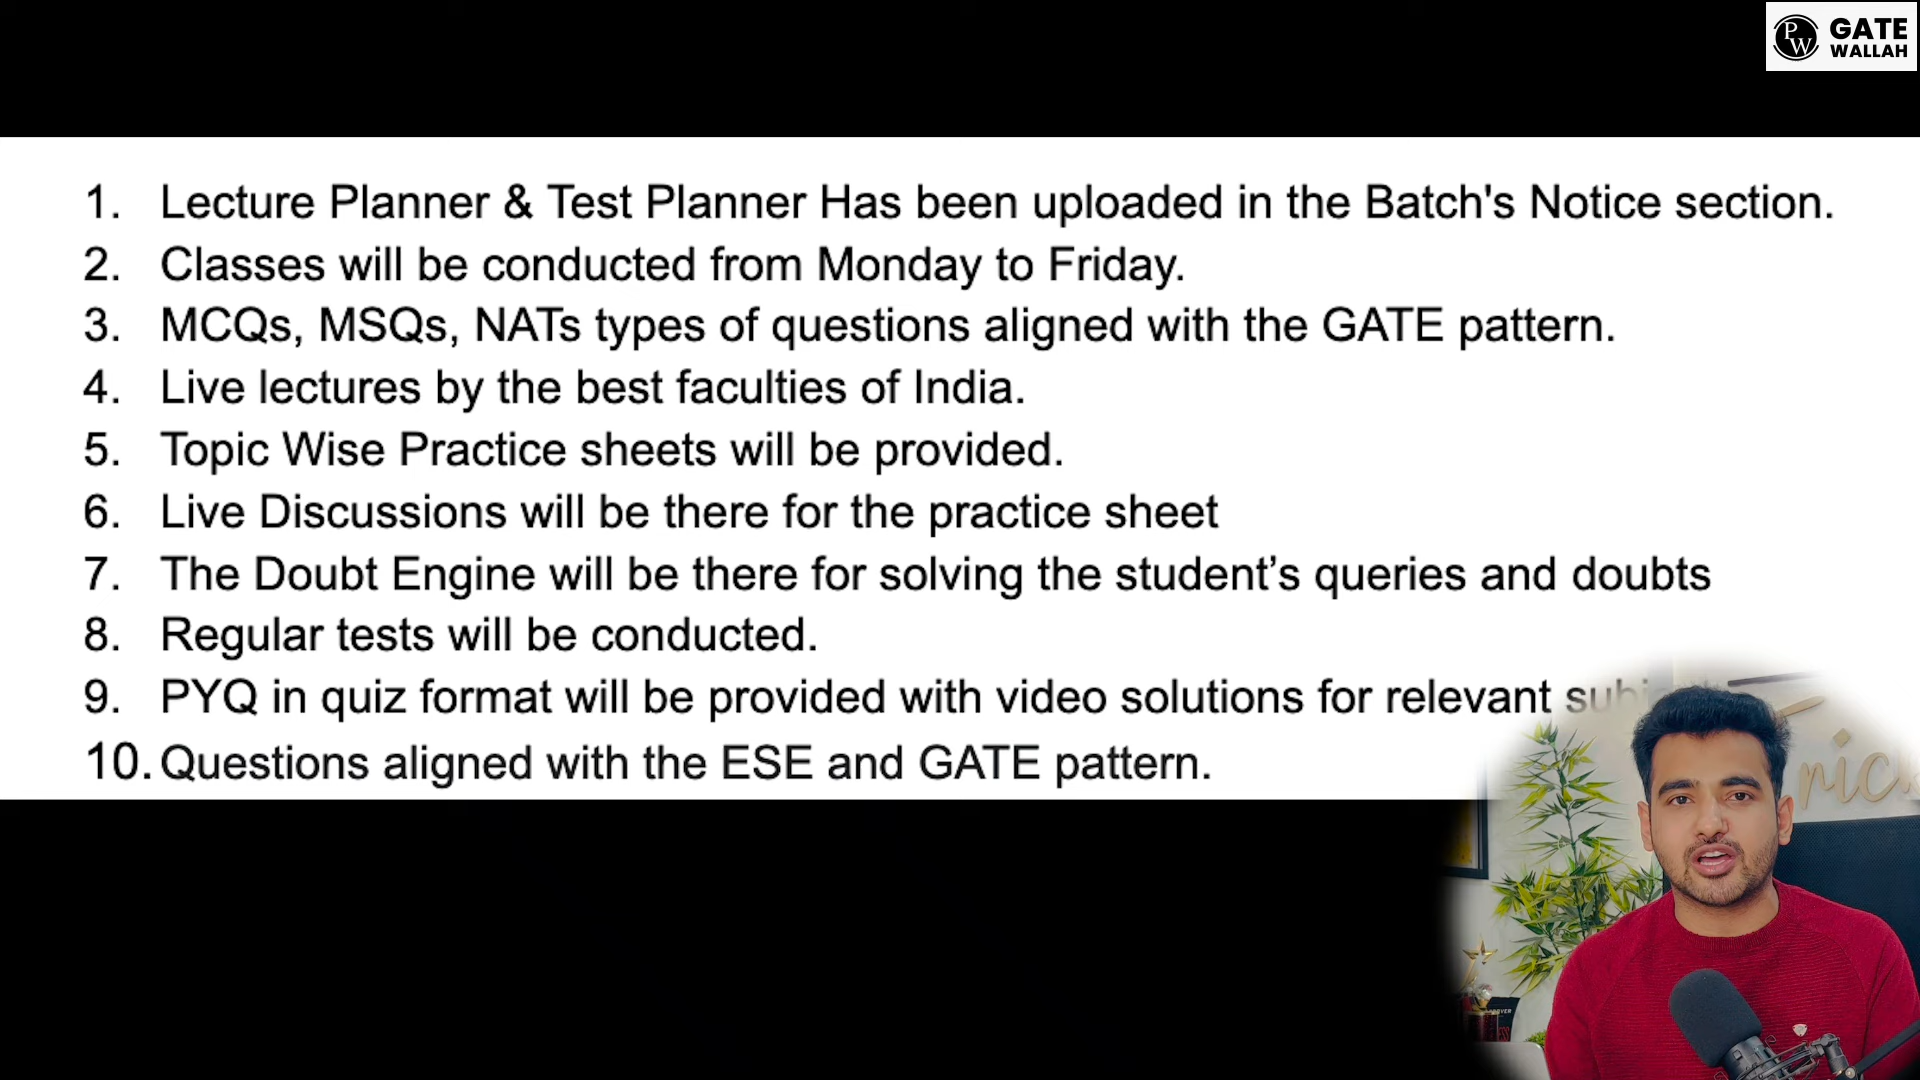 PW GATE
WALLAH
1. Lecture Planner & Test Planner Has been uploaded in the Batch's Notice section.
2. Classes will be conducted from Monday to Friday.
3. MCQs, MSQs, NATs types of questions aligned with the GATE pattern.
4. Live lectures by the best faculties of India.
5. Topic Wise Practice sheets will be provided.
6. Live Discussions will be there for the practice sheet
7. The Doubt Engine will be there for solving the student’s queries and doubts
8. Regular tests will be conducted.
9. PYQ in quiz format will be provided with video solutions for relevant
10. Questions aligned with the ESE and GATE pattern.